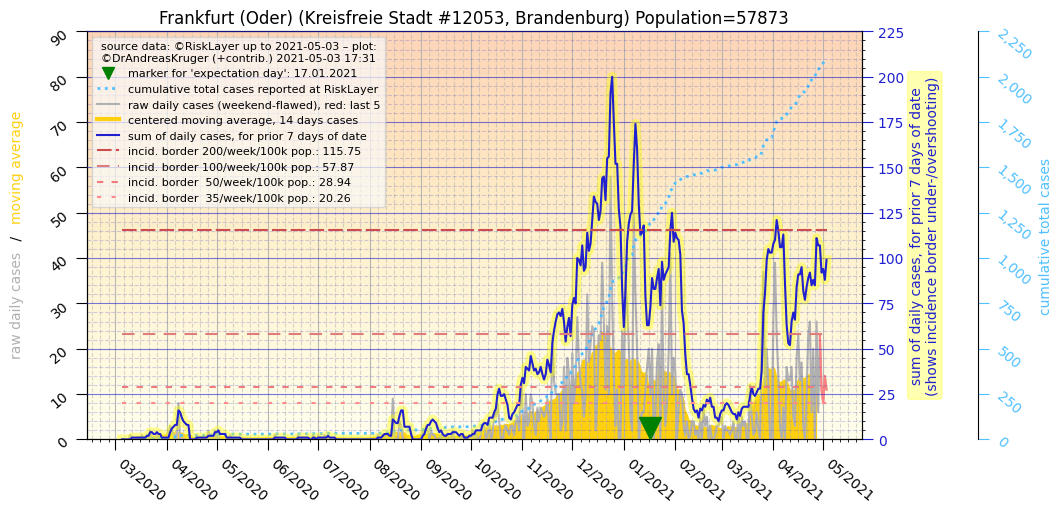 Frankfurt (Oder) (Kreisfreie Stadt #12053, Brandenburg) Population=57873
source data: ©RiskLayer up to 2021-05-03 – plot:
©DrAndreasKruger (+contrib.) 2021-05-03 17:31
marker for 'expectation day': 17.01.2021
cumulative total cases reported at RiskLayer
raw daily cases (weekend-flawed), red: last 5
centered moving average, 14 days cases
sum of daily cases, for prior 7 days of date
incid. border 200/week/100k pop.: 115.75
incid. border 100/week/100k pop.: 57.87
incid. border  50/week/100k pop.: 28.94
incid. border  35/week/100k pop.: 20.26
raw daily cases / moving average
90
80
70
60
50
40
30
20
10
0
03/2020
04/2020
05/2020
06/2020
07/2020
08/2020
09/2020
10/2020
11/2020
12/2020
01/2021
02/2021
03/2021
04/2021
05/2021
225
200
175
150
125
100
75
50
25
0
sum of daily cases, for prior 7 days of date
(shows incidence border under-/overshooting)
2,250
2,000
1,750
1,500
1,250
1,000
750
500
250
0
cumulative total cases